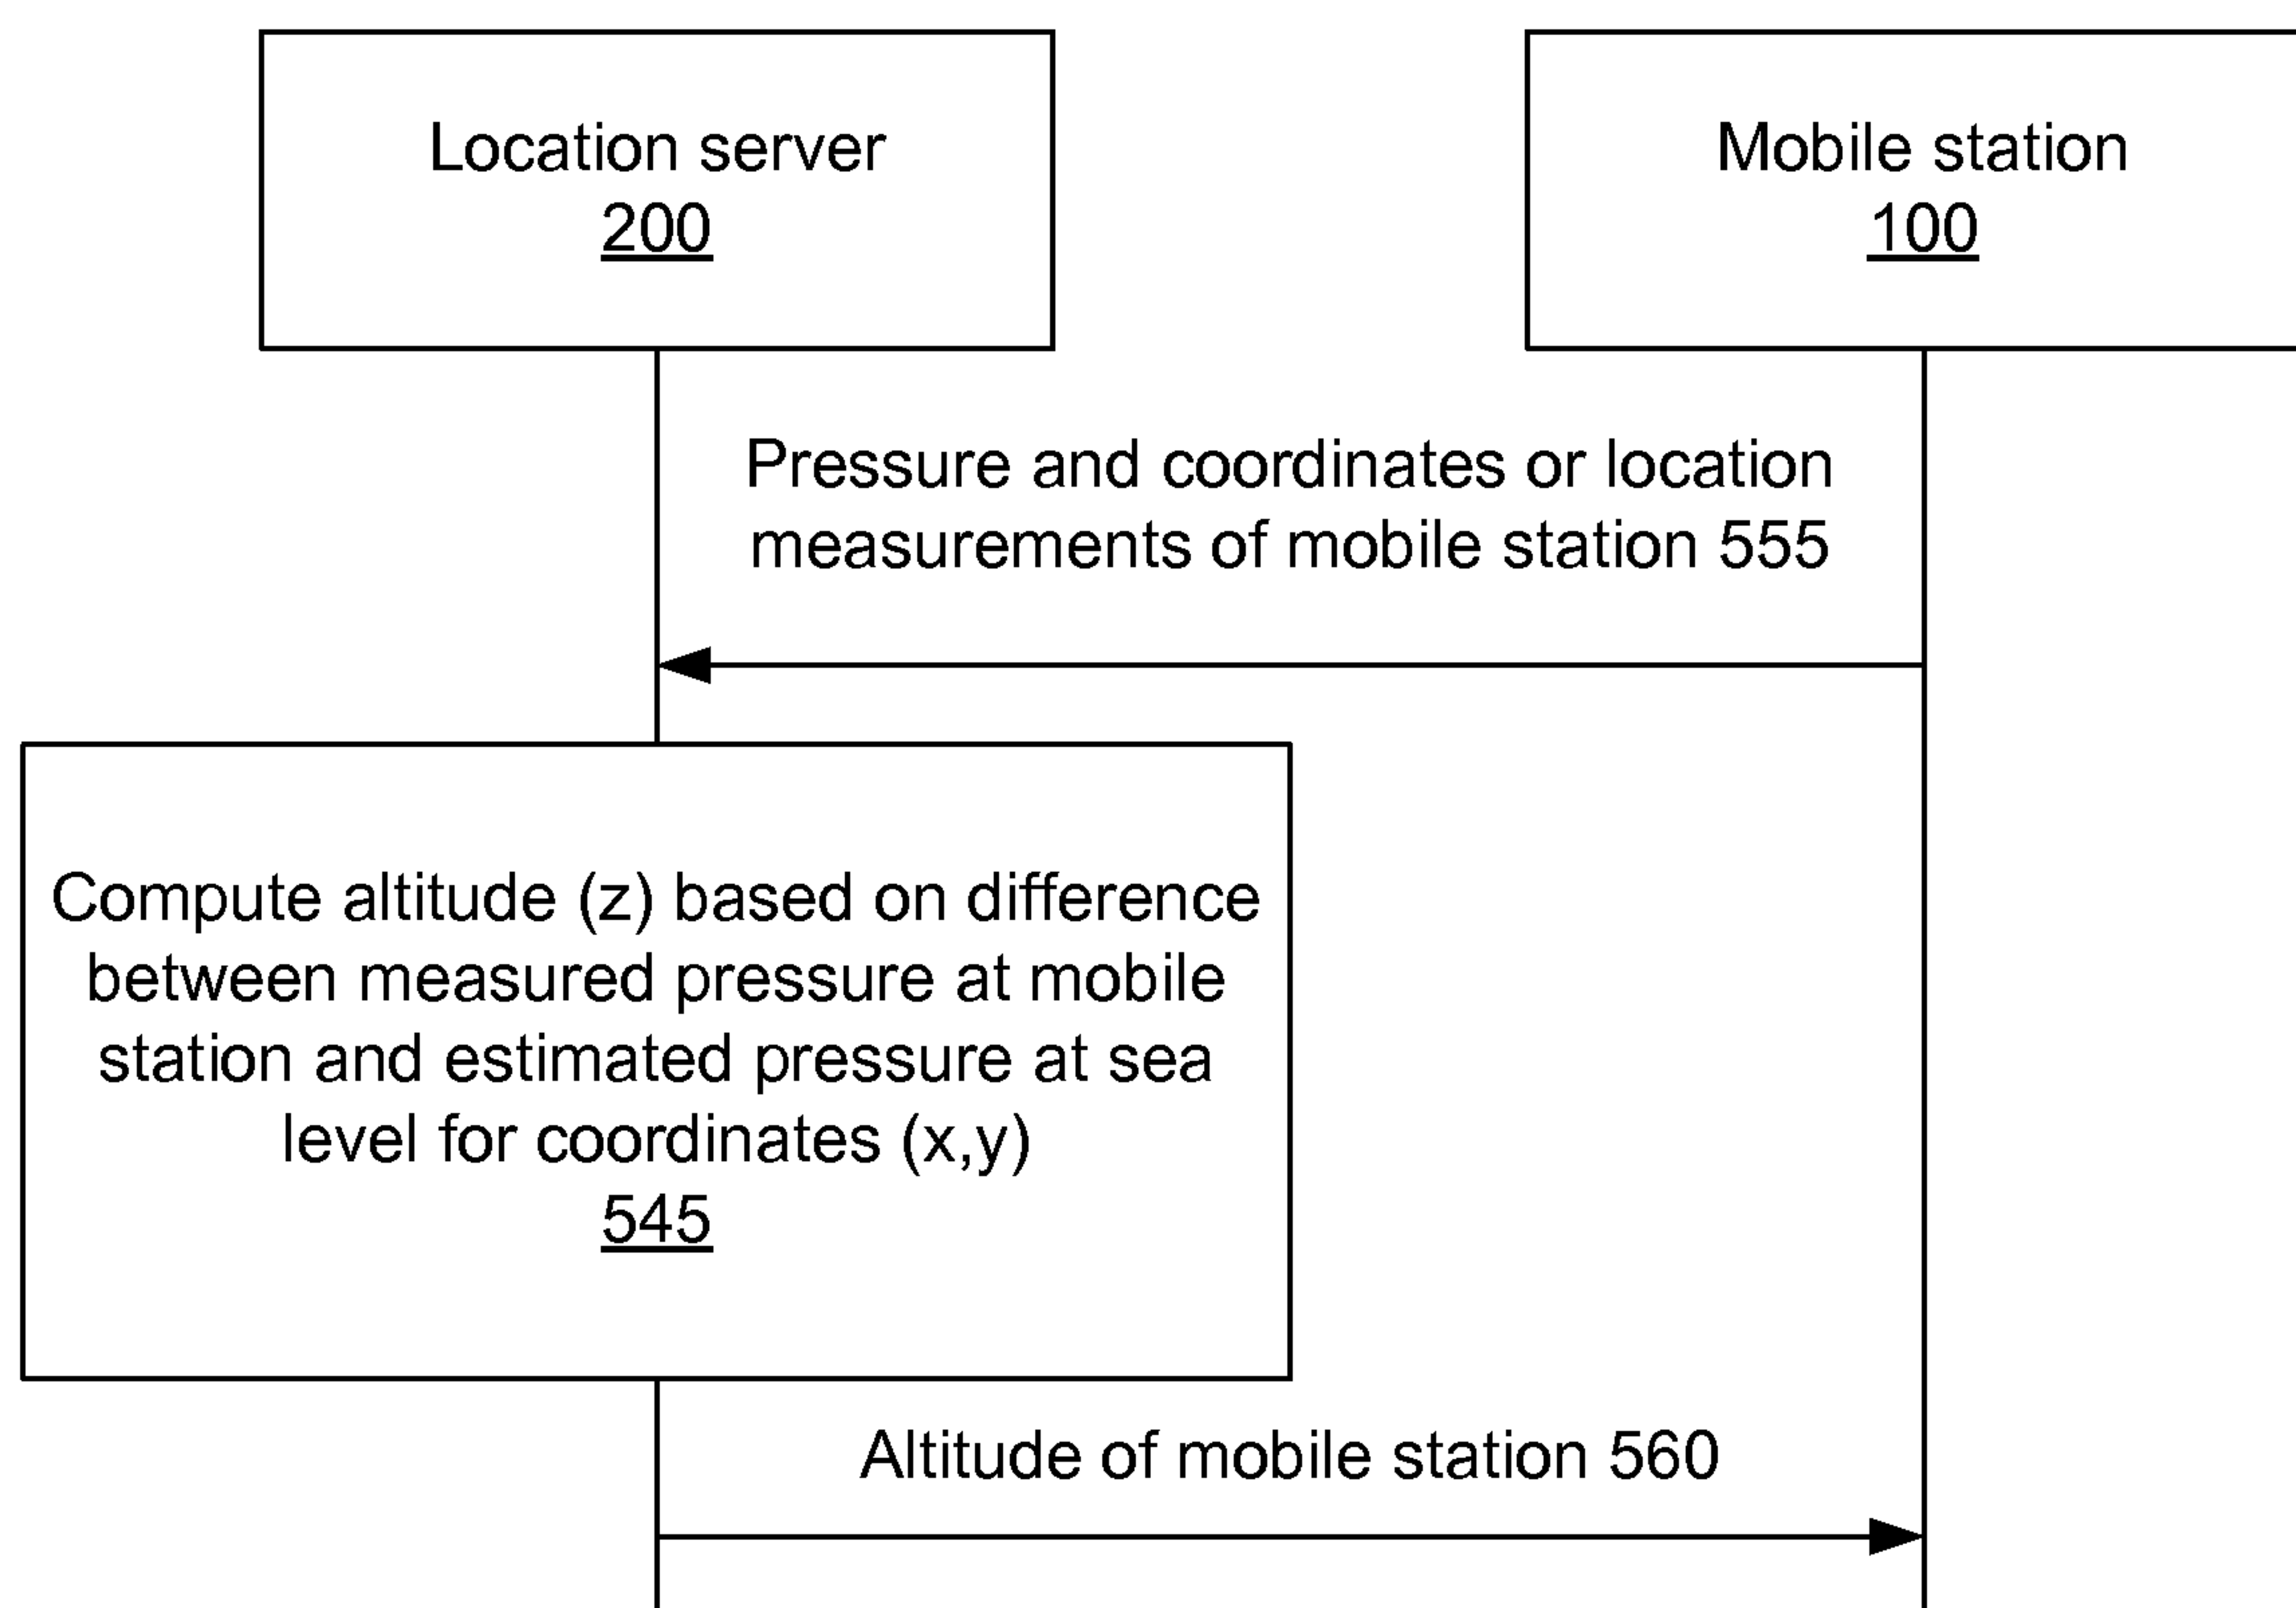 Location server
200
Mobile station
100
Pressure and coordinates or location
measurements of mobile station 555
Compute altitude (z) based on difference
between measured pressure at mobile
station and estimated pressure at sea
level for coordinates (x,y)
545
Altitude of mobile station 560